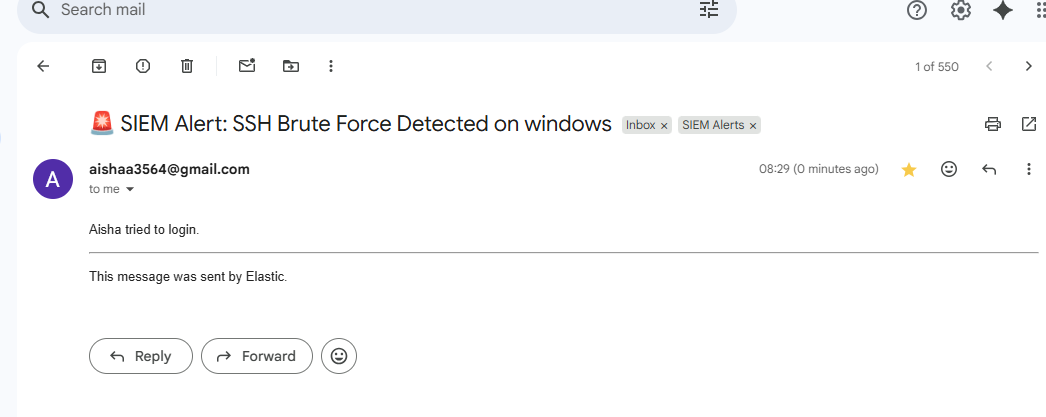 Search mail
1 of 550
🚨 SIEM Alert: SSH Brute Force Detected on windows Inbox × SIEM Alerts ×
A
aishaa3564@gmail.com 08:29 (0 minutes ago)
to me
Aisha tried to login.
This message was sent by Elastic.
Reply Forward